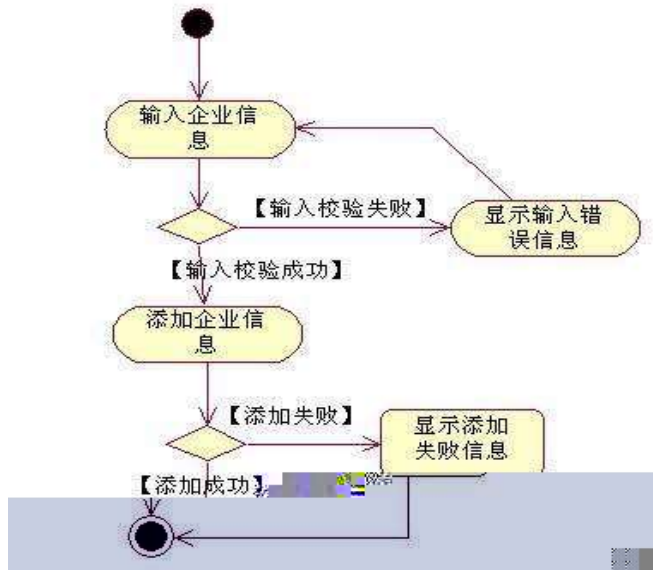 输入企业信
息
【输入校验失败】
显示输入错
误信息
【输入校验成功】
添加企业信
息
【添加失败】
显示添加
失败信息
【添加成功】